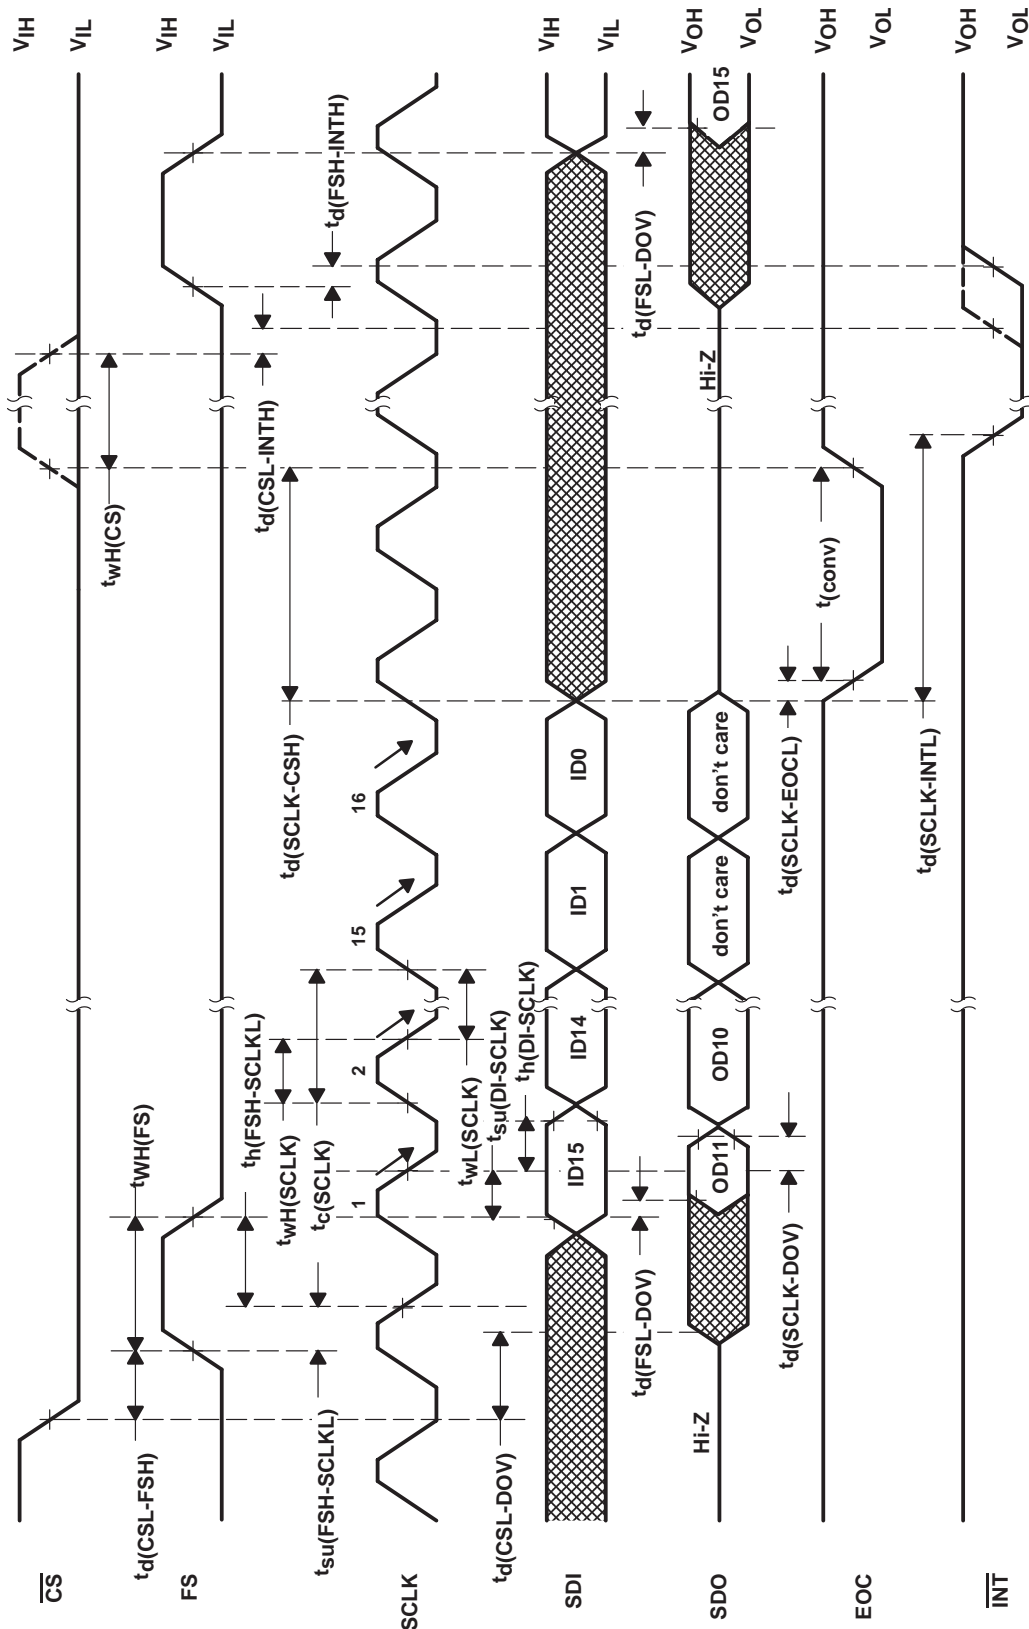 CS
VIH
VIL
tWH(FS)
twH(CS)
td(CSL-FSH)
FS
VIH
VIL
th(FSH-SCLKL)
twH(SCLK)
tc(SCLK)
tsu(FSH-SCLKL)
td(SCLK-CSH)
td(CSL-INTH)
td(FSH-INTH)
SCLK
1
2
15
16
twL(SCLK)
tsu(DI-SCLK)
th(DI-SCLK)
td(CSL-DOV)
SDI
ID15
ID14
ID1
ID0
VIH
VIL
td(FSL-DOV)
td(FSL-DOV)
SDO
Hi-Z
OD11
OD10
don't care
don't care
Hi-Z
OD15
VOH
VOL
td(SCLK-DOV)
td(SCLK-EOCL)
t(conv)
EOC
VOH
VOL
td(SCLK-INTL)
INT
VOH
VOL